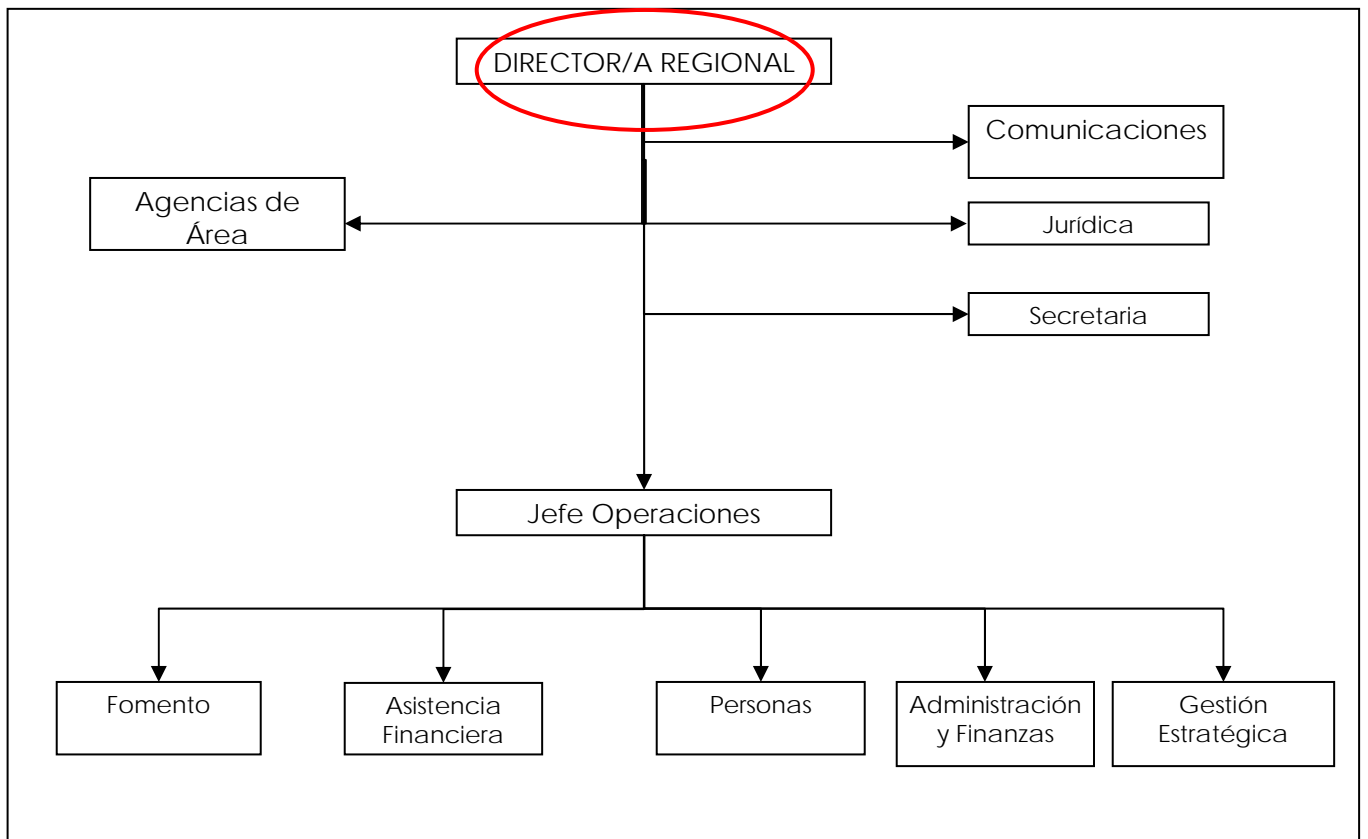 DIRECTOR/A REGIONAL
Comunicaciones
Agencias de
Área
Jurídica
Secretaria
Jefe Operaciones
Fomento
Asistencia
Financiera
Personas
Administración
y Finanzas
Gestión
Estratégica